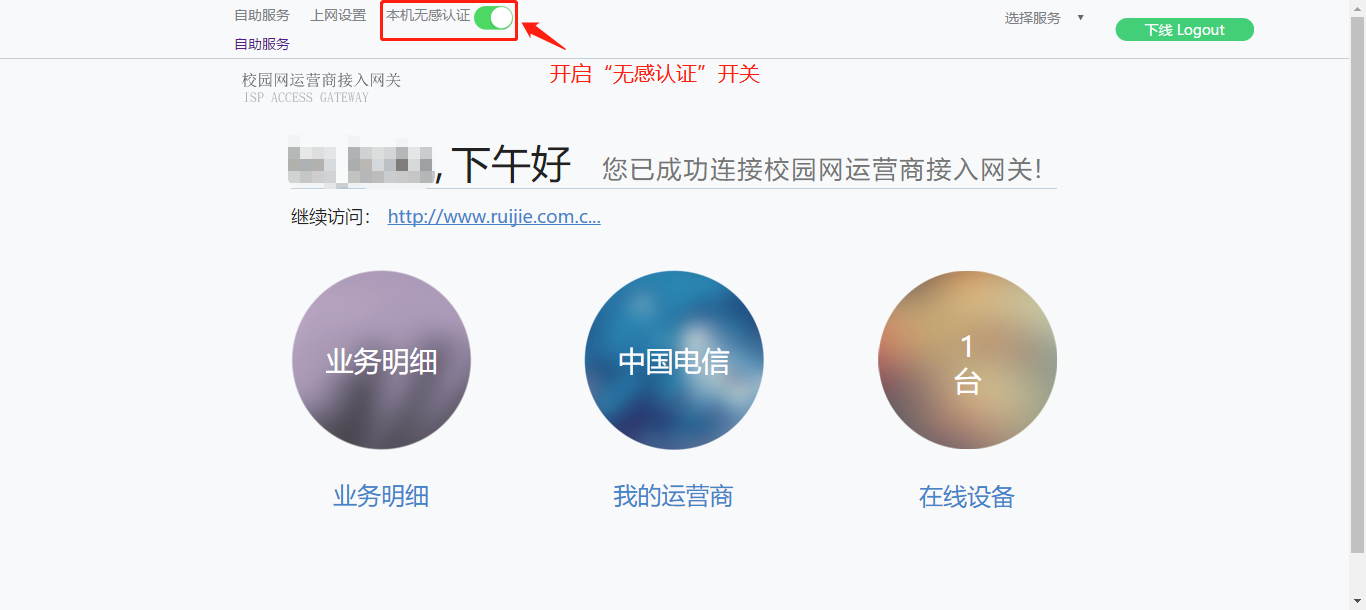 自助服务 上网设置 本机无感认证 选择服务 ▼ 下线 Logout
自助服务
开启“无感认证”开关
校园网运营商接入网关
ISP ACCESS GATEWAY
, 下午好 您已成功连接校园网运营商接入网关!
继续访问: http://www.ruijie.com.c...
业务明细 中国电信 1
台
业务明细 我的运营商 在线设备